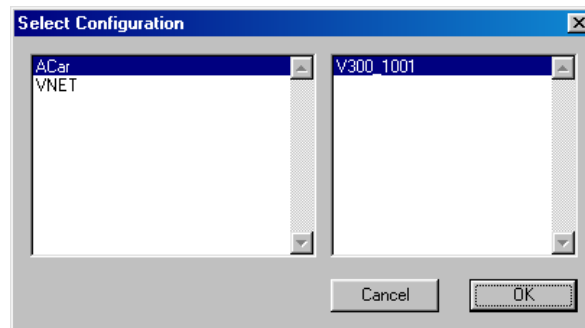 Select Configuration
ACar
VNET
V300_1001
Cancel
OK